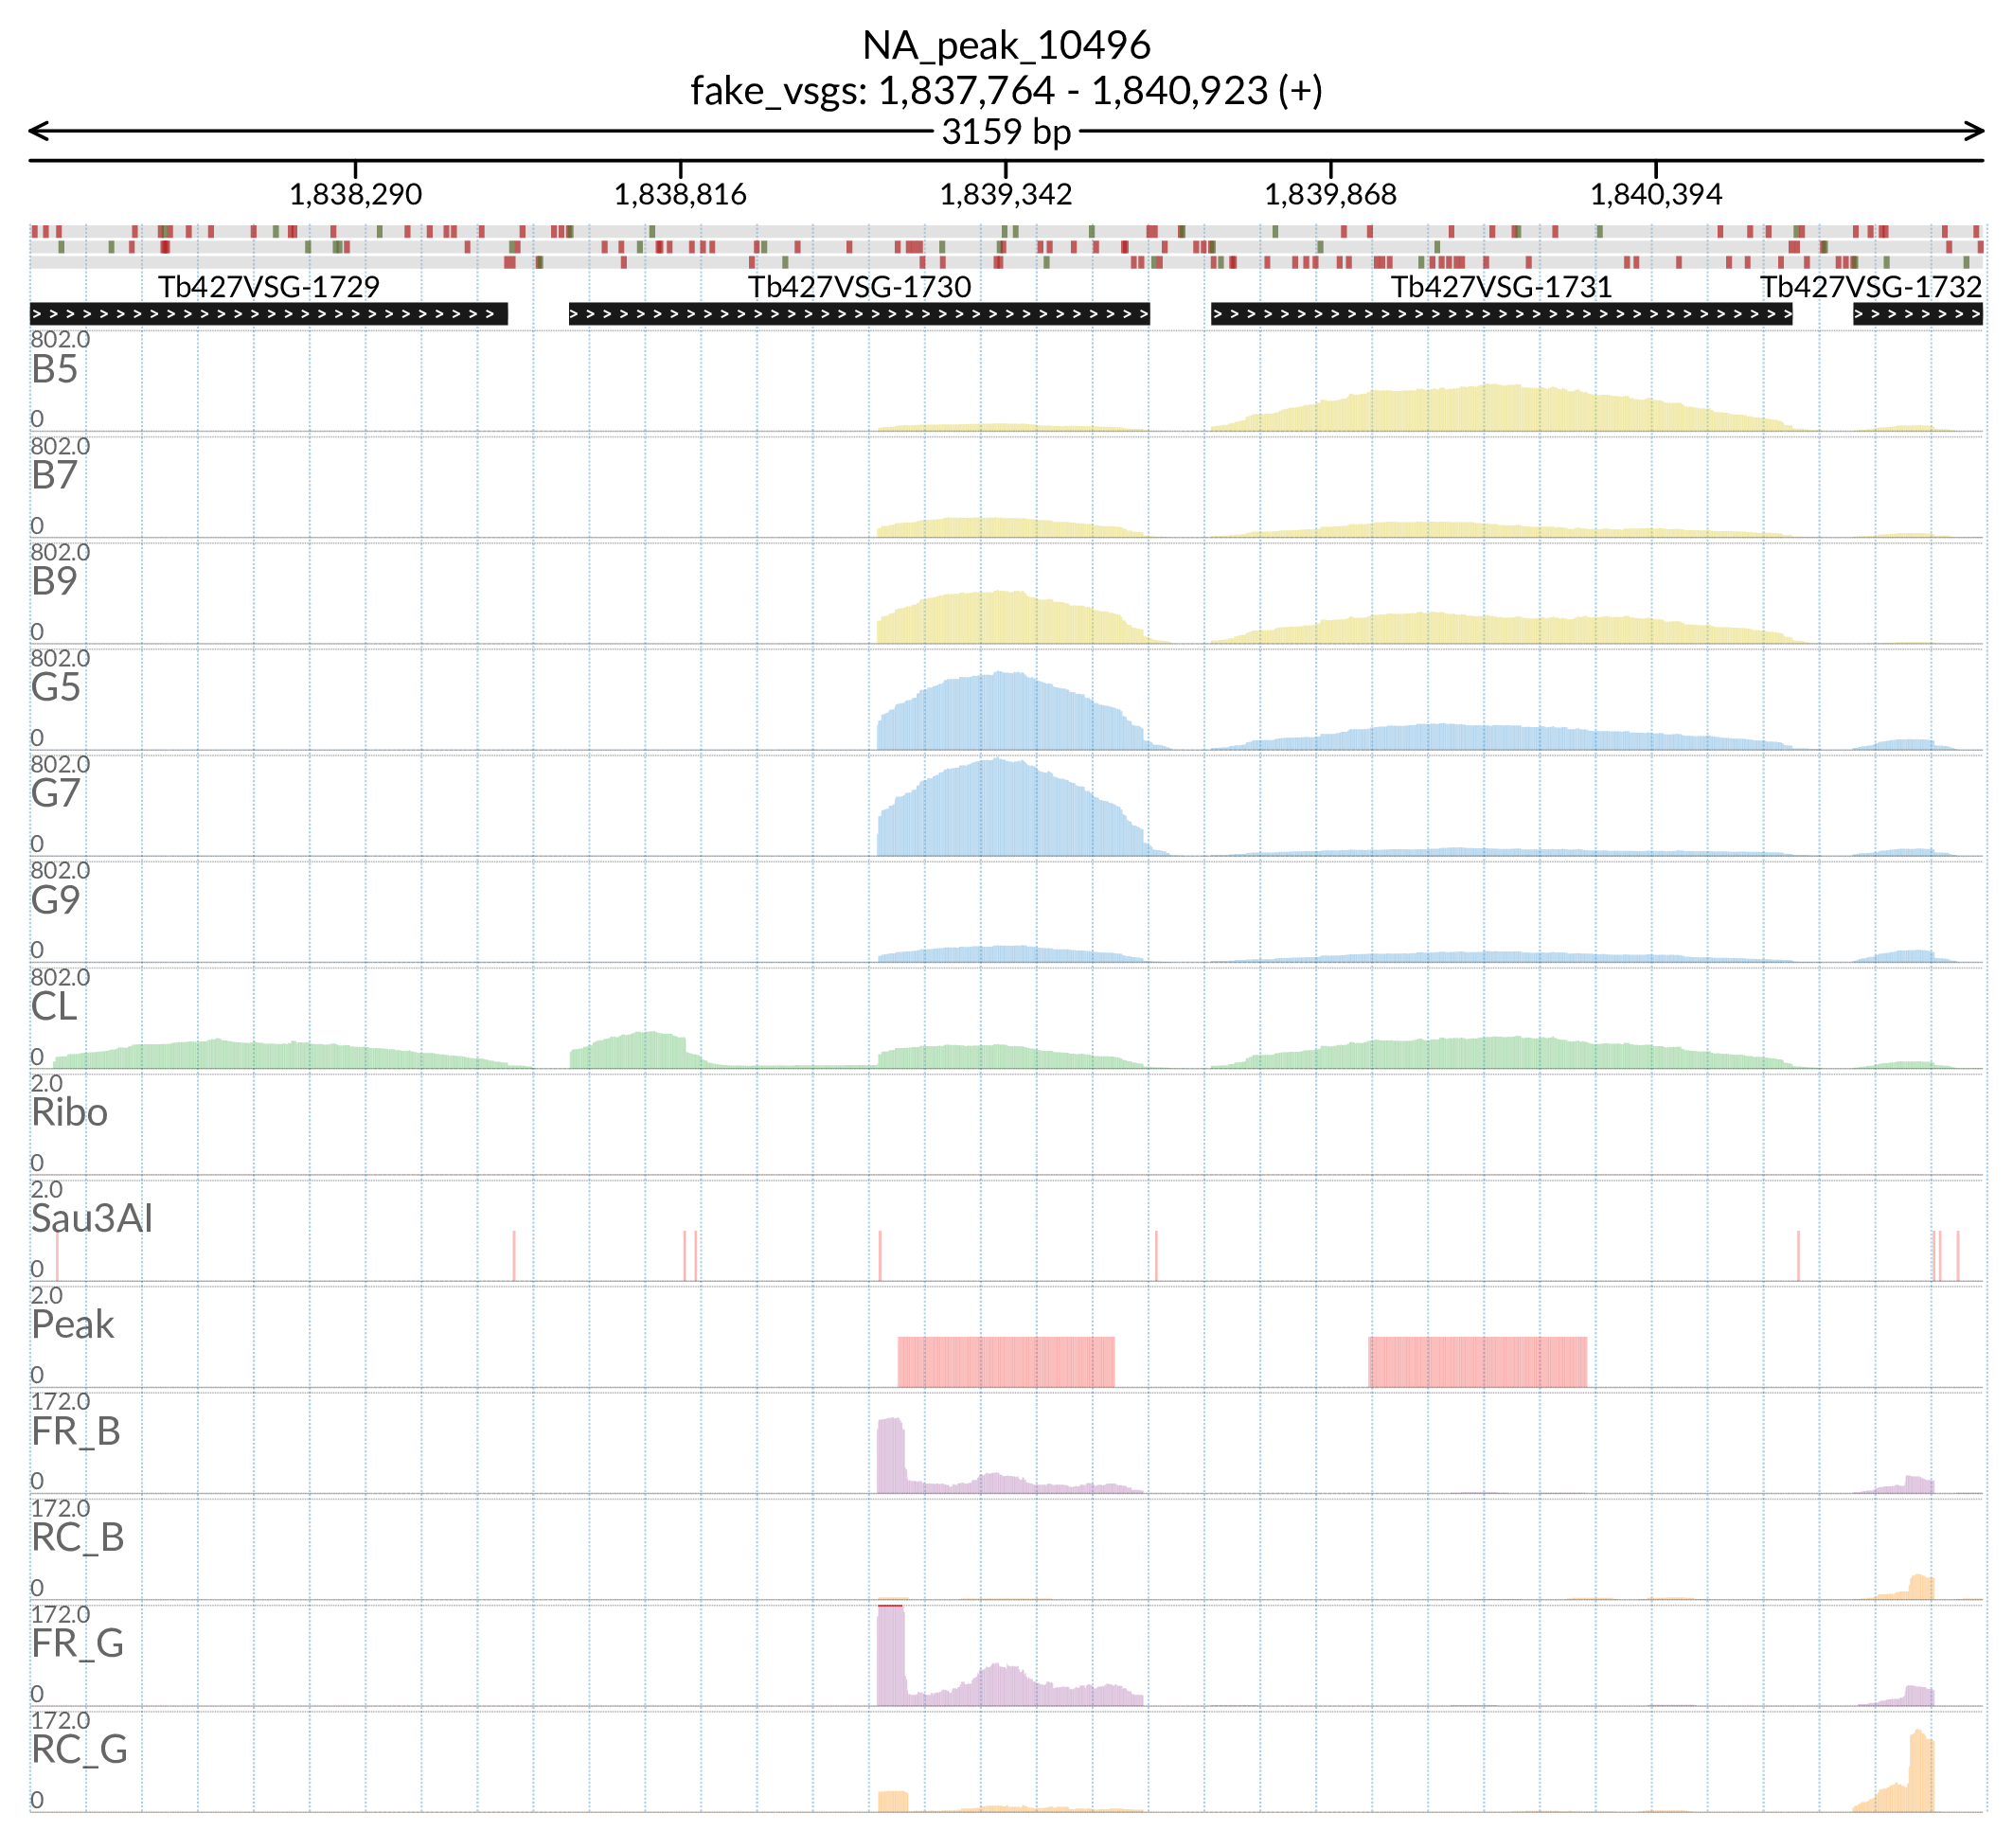 NA_peak_10496
fake_vsgs: 1,837,764 - 1,840,923 (+)
3159 bp
1,838,290 1,838,816 1,839,342 1,839,868 1,840,394
Tb427VSG-1729 Tb427VSG-1730 Tb427VSG-1731 Tb427VSG-1732
802.0
B5
0
802.0
B7
0
802.0
B9
0
802.0
G5
0
802.0
G7
0
802.0
G9
0
802.0
CL
0
2.0
Ribo
0
2.0
Sau3AI
0
2.0
Peak
0
172.0
FR_B
0
172.0
RC_B
0
172.0
FR_G
0
172.0
RC_G
0